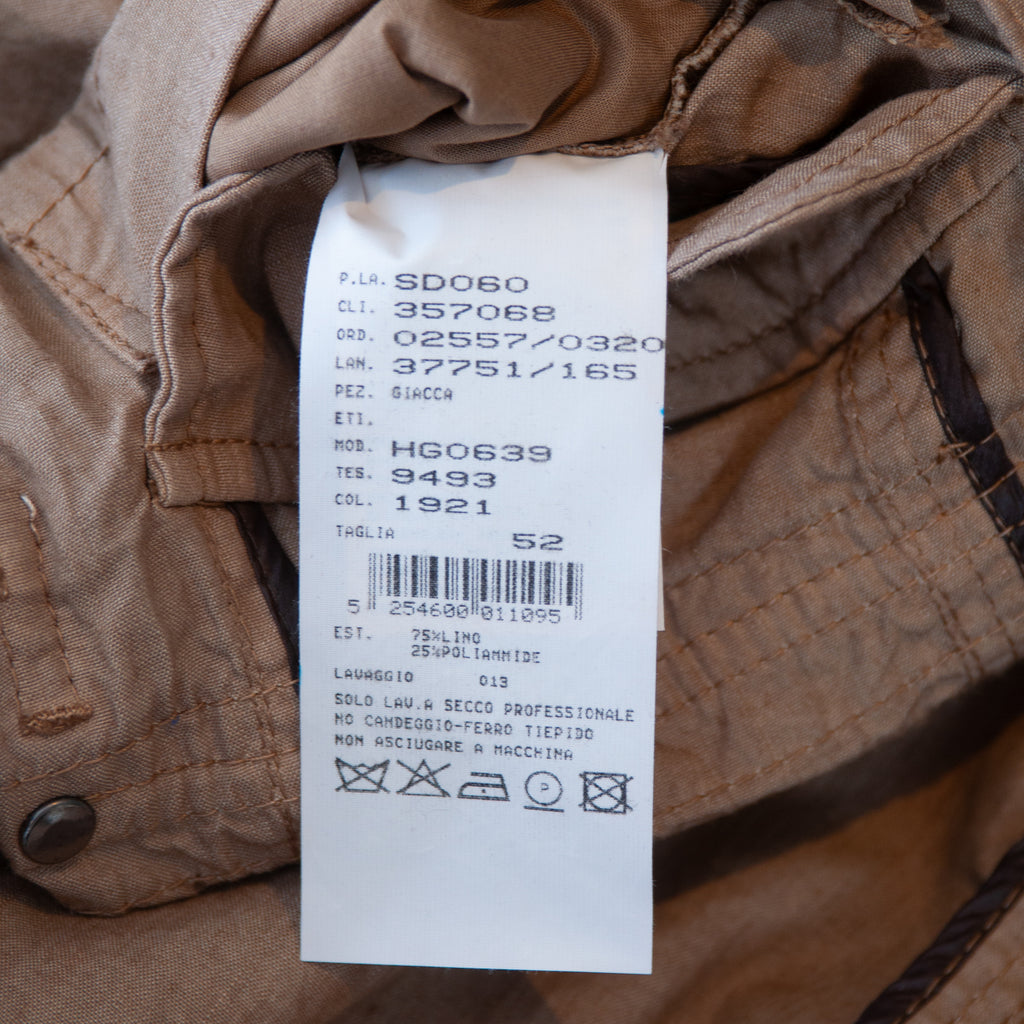 P.LA. SD060
CLI. 357068
ORD. 02557/0320
LAN. 37751/165
PEZ. GIACCA
ETI.
MOD. HG0639
TES. 9493
COL. 1921
TAGLIA 52
5 254600 011095
EST. 75%LINO
25%POLIAMMIDE
LAVAGGIO 013
SOLO LAV.A SECCO PROFESSIONALE
NO CANDEGGIO-FERRO TIEPIDO
NON ASCIUGARE A MACCHINA
P